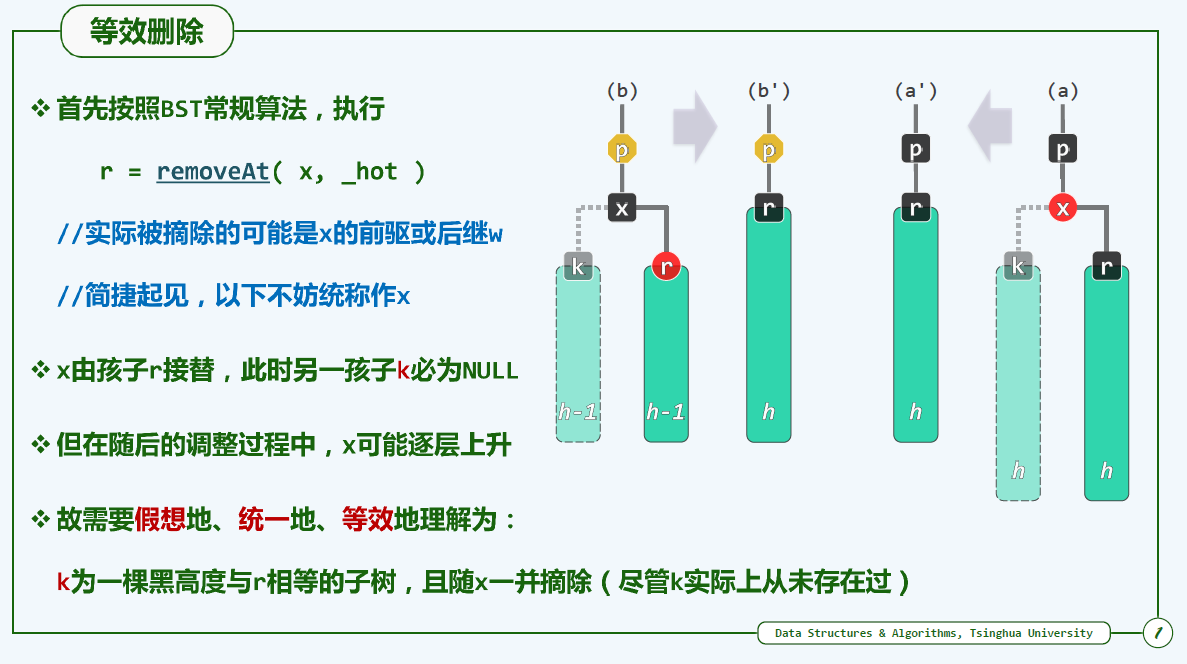 等效删除
❖ 首先按照BST常规算法，执行
r = removeAt( x, _hot )
//实际被摘除的可能是x的前驱或后继w
//简捷起见，以下不妨统称作x
❖ x由孩子r接替，此时另一孩子k必为NULL
❖ 但在随后的调整过程中，x可能逐层上升
❖ 故需要假想地、统一地、等效地理解为：
k为一棵黑高度与r相等的子树，且随x一并摘除（尽管k实际上从未存在过）
(b) (b') (a') (a)
p p p p
x r r x
k r k r
h-1 h-1 h h
h h
Data Structures & Algorithms, Tsinghua University
1